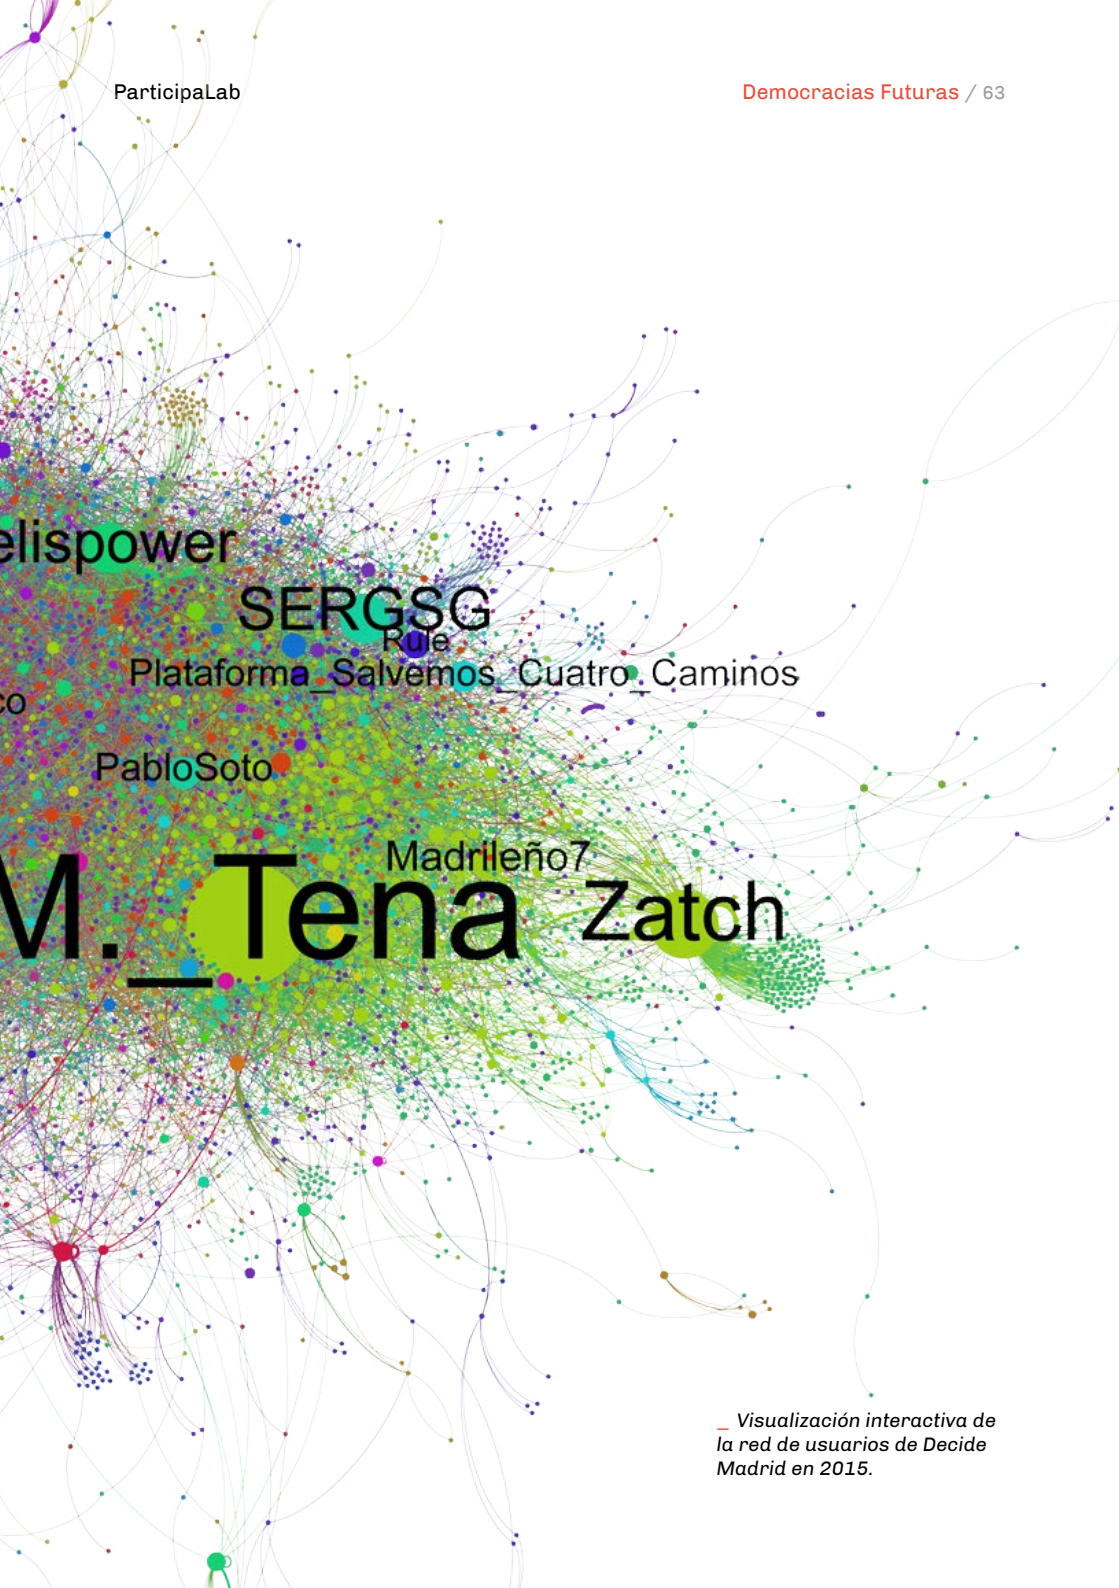 ParticipaLab
Democracias Futuras / 63
elispower
SERGSG
Rule
Plataforma_Salvemos_Cuatro_Caminos
co
PabloSoto
Madrileño7
M._Tena
Zatch
_ Visualización interactiva de
la red de usuarios de Decide
Madrid en 2015.